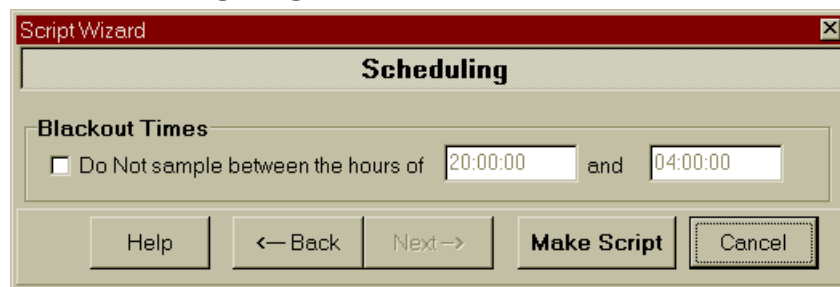 Script Wizard
Scheduling
Blackout Times
Do Not sample between the hours of 20:00:00 and 04:00:00
Help <— Back Next —> Make Script Cancel